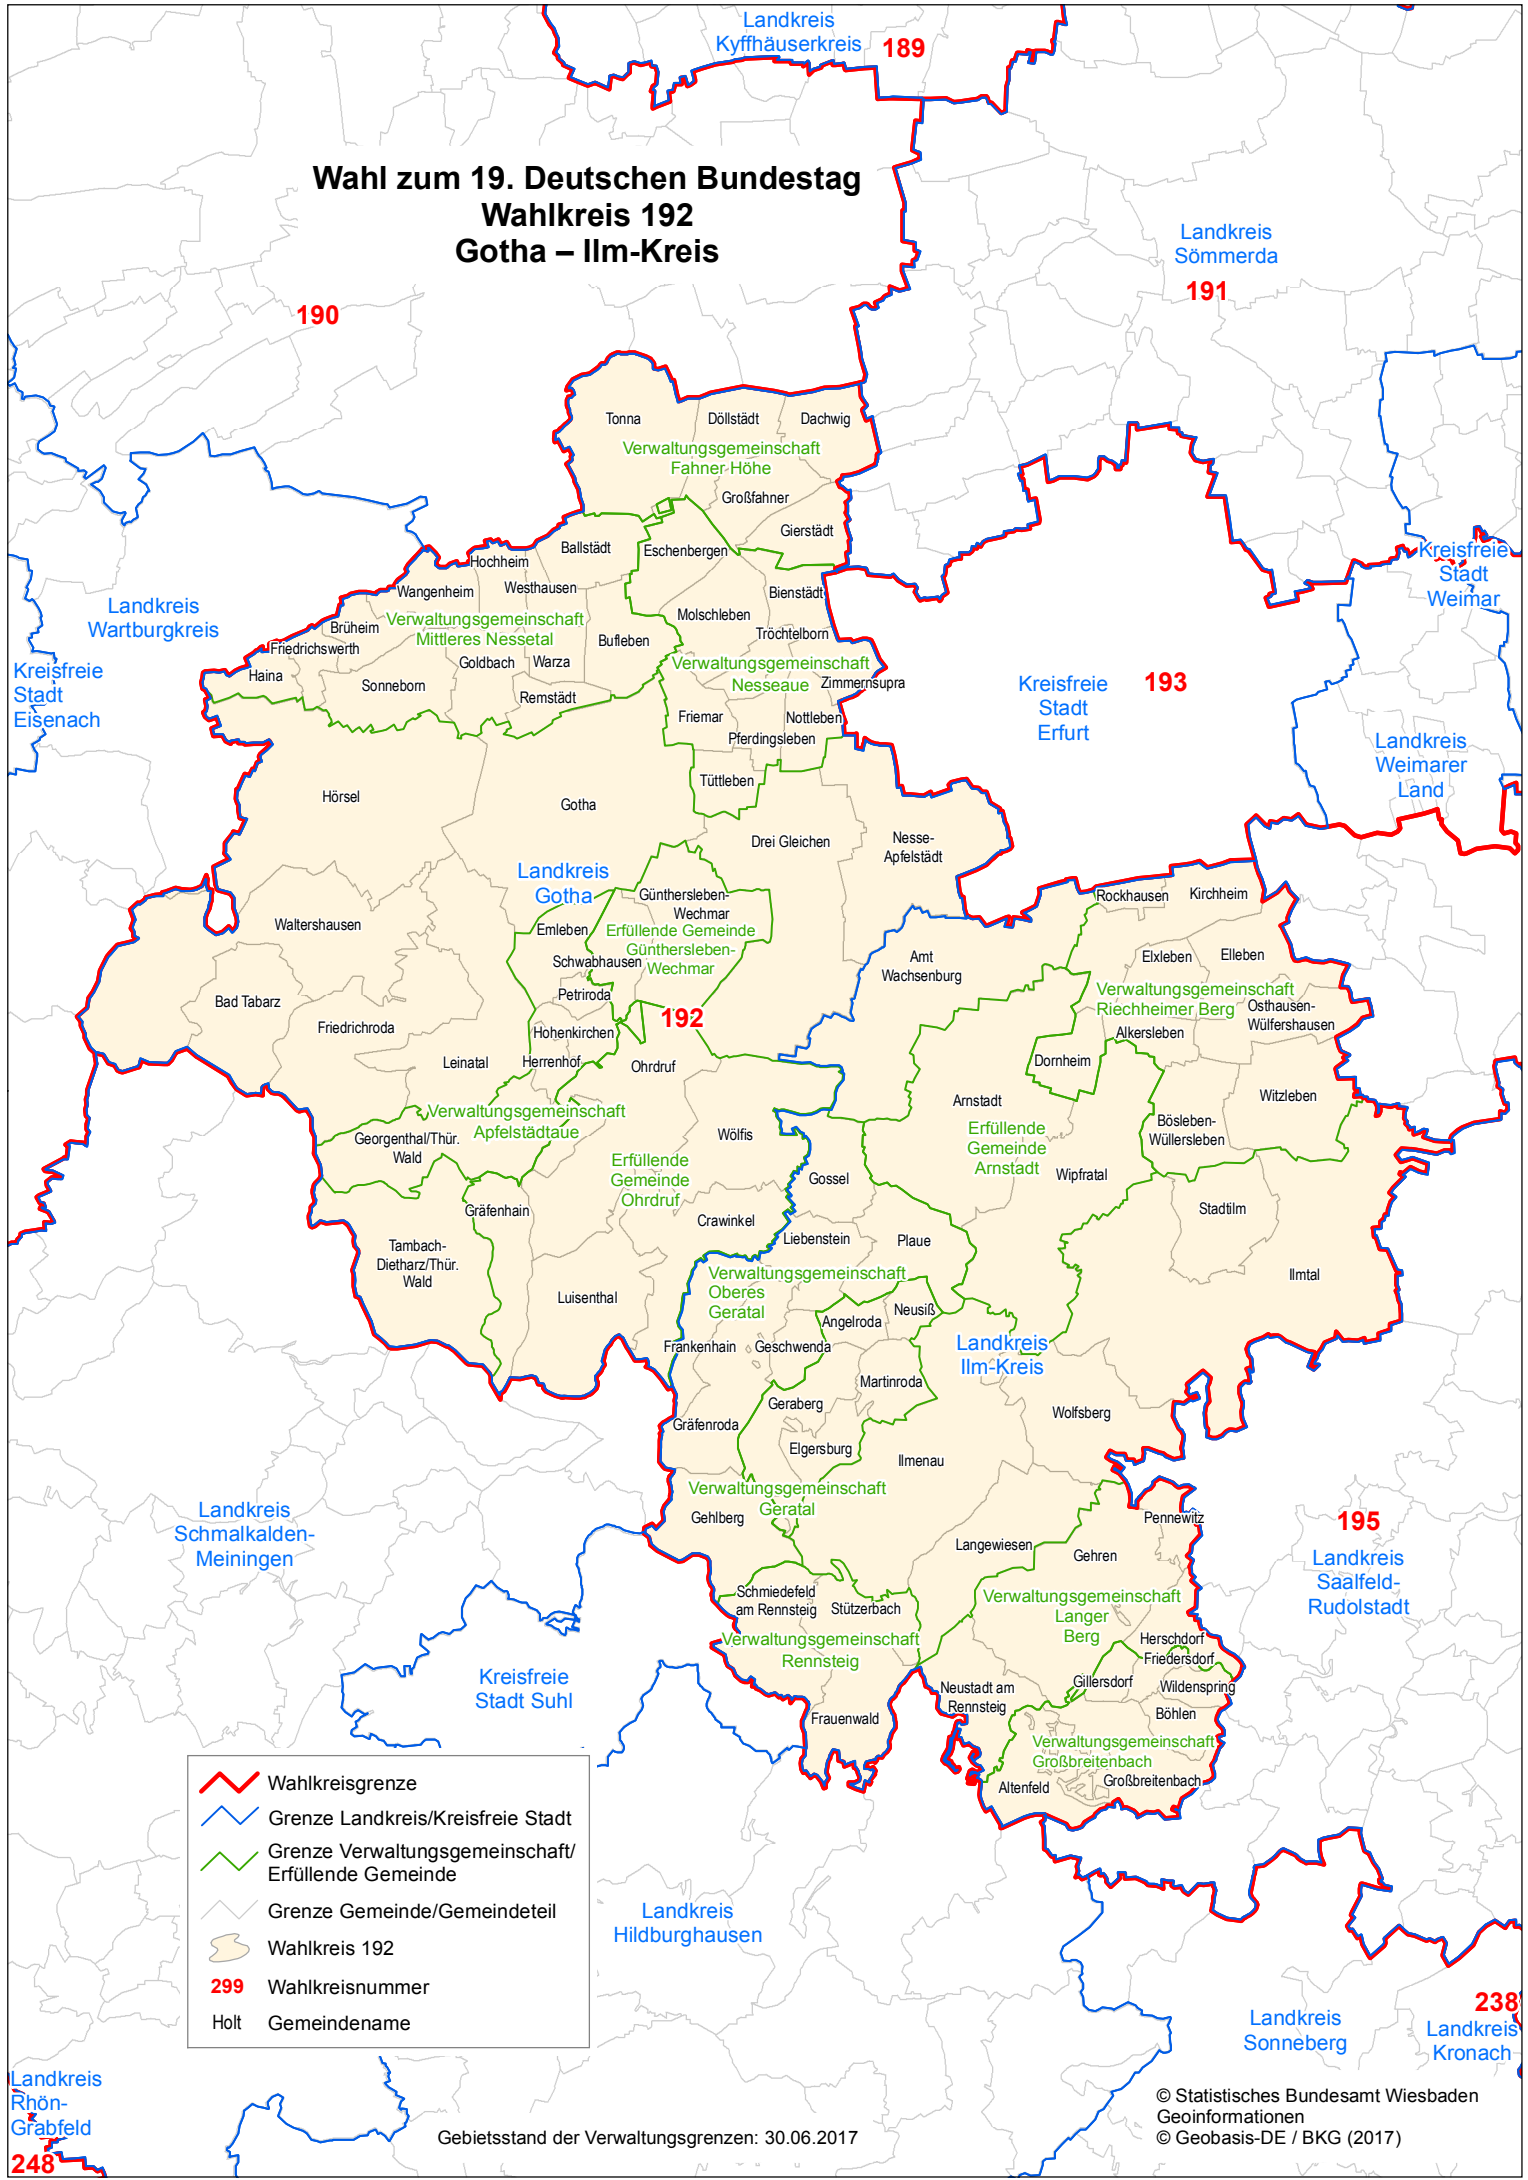 Landkreis
Kyffhäuserkreis
189
Wahl zum 19. Deutschen Bundestag
Wahlkreis 192
Gotha – Ilm-Kreis
Landkreis
Sömmerda
191
190
Tonna
Döllstädt
Dachwig
Verwaltungsgemeinschaft
Fahner Höhe
Großfahner
Gierstädt
Ballstädt
Eschenbergen
Hochheim
Wangenheim
Westhausen
Bienstädt
Kreisfreie
Stadt
Weimar
Landkreis
Wartburgkreis
Brüheim
Verwaltungsgemeinschaft
Mittleres Nessetal
Molschleben
Tröchtelborn
Friedrichswerth
Bufleben
Haina
Goldbach
Warza
Sonneborn
Remstädt
Verwaltungsgemeinschaft
Nesseaue
Zimmernsupra
Kreisfreie
Stadt
Eisenach
Kreisfreie
Stadt
Erfurt
193
Friemar
Nottleben
Pferdingsleben
Tüttleben
Landkreis
Weimarer
Land
Hörsel
Gotha
Drei Gleichen
Nesse-
Apfelstädt
Landkreis
Gotha
Günthersleben-
Wechmar
Erfüllende Gemeinde
Günthersleben-
Wechmar
Rockhausen
Kirchheim
Waltershausen
Emleben
Schwabhausen
Petriroda
Amt
Wachsenburg
Elxleben
Elleben
Verwaltungsgemeinschaft
Riechheimer Berg
Osthausen-
Wülfershausen
Bad Tabarz
Friedrichroda
192
Hohenkirchen
Alkersleben
Leinatal
Herrenhof
Ohrdruf
Dornheim
Witzleben
Arnstadt
Verwaltungsgemeinschaft
Apfelstädtaue
Georgenthal/Thür.
Wald
Wölfis
Erfüllende
Gemeinde
Arnstadt
Bösleben-
Wüllersleben
Erfüllende
Gemeinde
Ohrdruf
Gossel
Wipfratal
Gräfenhain
Crawinkel
Stadtilm
Liebenstein
Plaue
Tambach-
Dietharz/Thür.
Wald
Verwaltungsgemeinschaft
Oberes
Geratal
Ilmtal
Luisenthal
Neusiß
Angelroda
Frankenhain
Geschwenda
Landkreis
Ilm-Kreis
Martinroda
Geraberg
Wolfsberg
Gräfenroda
Elgersburg
Ilmenau
Verwaltungsgemeinschaft
Geratal
Gehlberg
Landkreis
Schmalkalden-
Meiningen
Pennewitz
195
Langewiesen
Gehren
Landkreis
Saalfeld-
Rudolstadt
Schmiedefeld
am Rennsteig
Stützerbach
Verwaltungsgemeinschaft
Langer
Berg
Verwaltungsgemeinschaft
Rennsteig
Herschdorf
Friedersdorf
Kreisfreie
Stadt Suhl
Neustadt am
Rennsteig
Gillersdorf
Wildenspring
Frauenwald
Böhlen
Verwaltungsgemeinschaft
Großbreitenbach
Altenfeld
Großbreitenbach
Wahlkreisgrenze
Grenze Landkreis/Kreisfreie Stadt
Grenze Verwaltungsgemeinschaft/
Erfüllende Gemeinde
Grenze Gemeinde/Gemeindeteil
Wahlkreis 192
299 Wahlkreisnummer
Holt Gemeindename
Landkreis
Hildburghausen
Landkreis
Sonneberg
238
Landkreis
Kronach
Landkreis
Rhön-
Grabfeld
248
Gebietsstand der Verwaltungsgrenzen: 30.06.2017
© Statistisches Bundesamt Wiesbaden
Geoinformationen
© Geobasis-DE / BKG (2017)